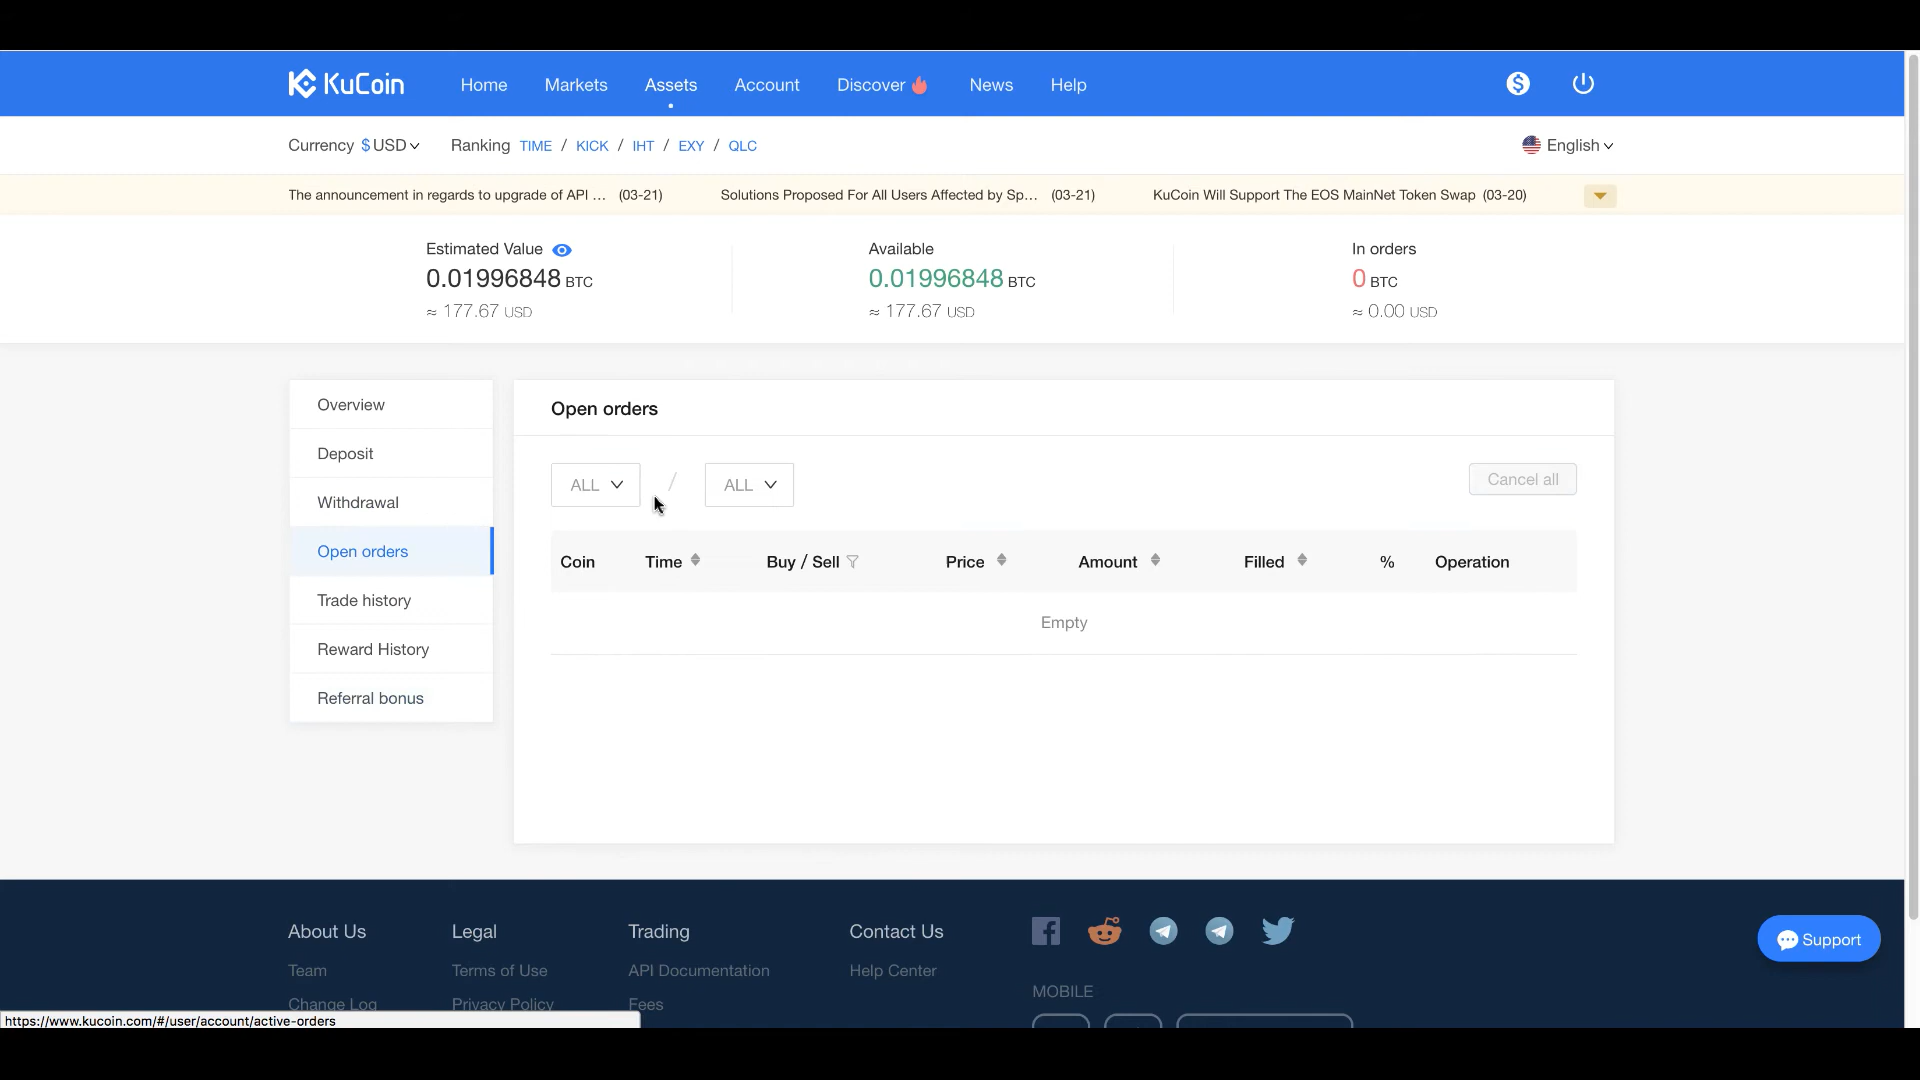 KuCoin Home Markets Assets Account Discover News Help
Currency $ USD Ranking TIME / KICK / IHT / EXY / QLC English
The announcement in regards to upgrade of API ... (03-21) Solutions Proposed For All Users Affected by Sp... (03-21) KuCoin Will Support The EOS MainNet Token Swap (03-20)
Estimated Value Available In orders
0.01996848 BTC 0.01996848 BTC 0 BTC
≈ 177.67 USD ≈ 177.67 USD ≈ 0.00 USD
Overview
Deposit
Withdrawal
Open orders
Trade history
Reward History
Referral bonus
Open orders
ALL / ALL Cancel all
Coin Time Buy / Sell Price Amount Filled % Operation
Empty
About Us Legal Trading Contact Us
Team Terms of Use API Documentation Help Center
Change Log Privacy Policy Fees
MOBILE
Support
https://www.kucoin.com/#/user/account/active-orders